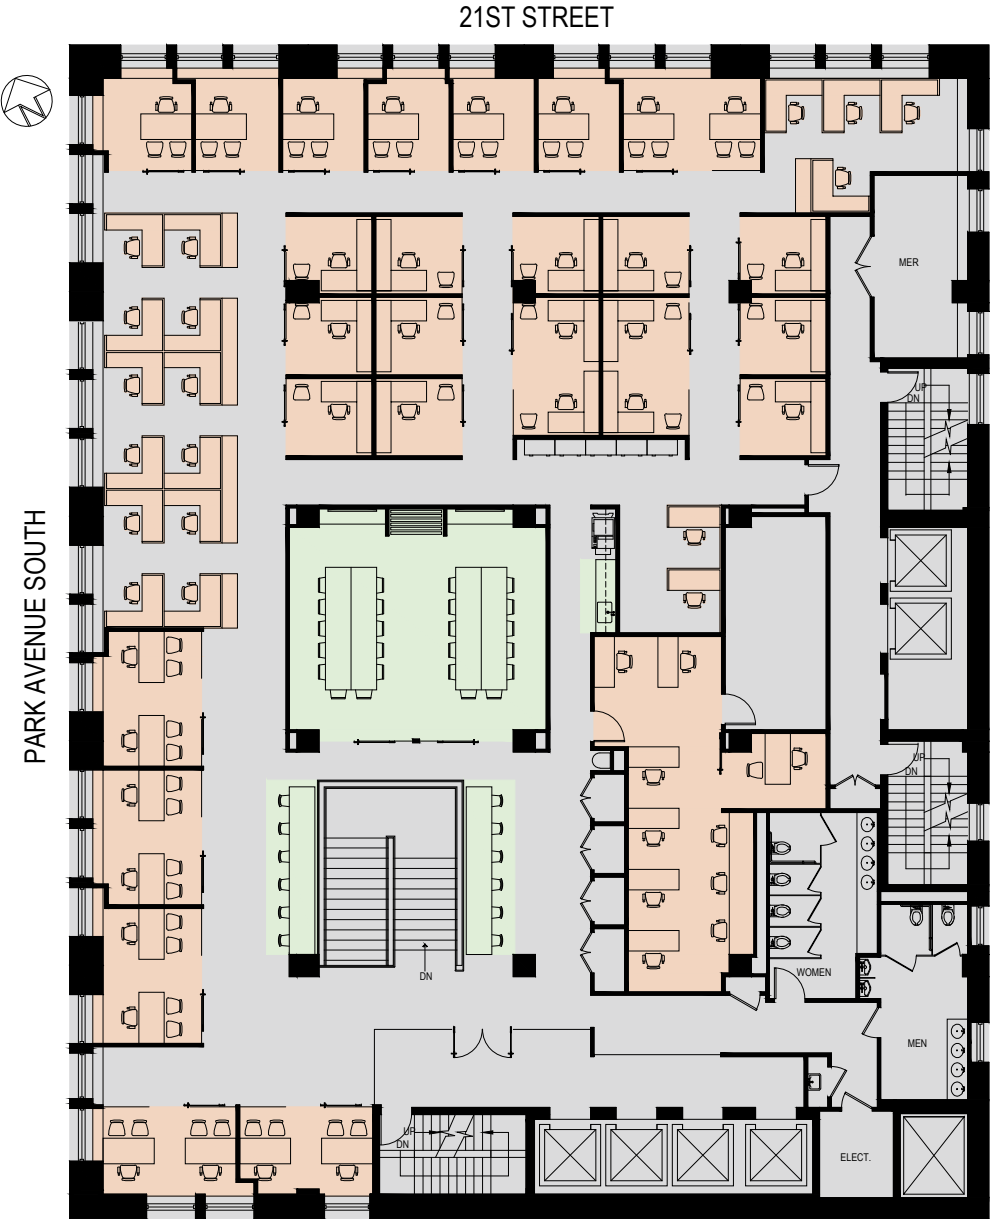 21ST STREET
N
MER
UP
DN
PARK AVENUE SOUTH
UP
DN
DN
WOMEN
MEN
UP
DN
ELECT.